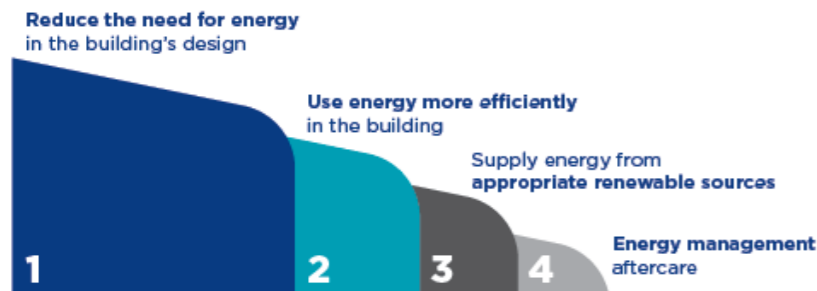 Reduce the need for energy
in the building's design
Use energy more efficiently
in the building
Supply energy from
appropriate renewable sources
Energy management
aftercare
1
2
3
4